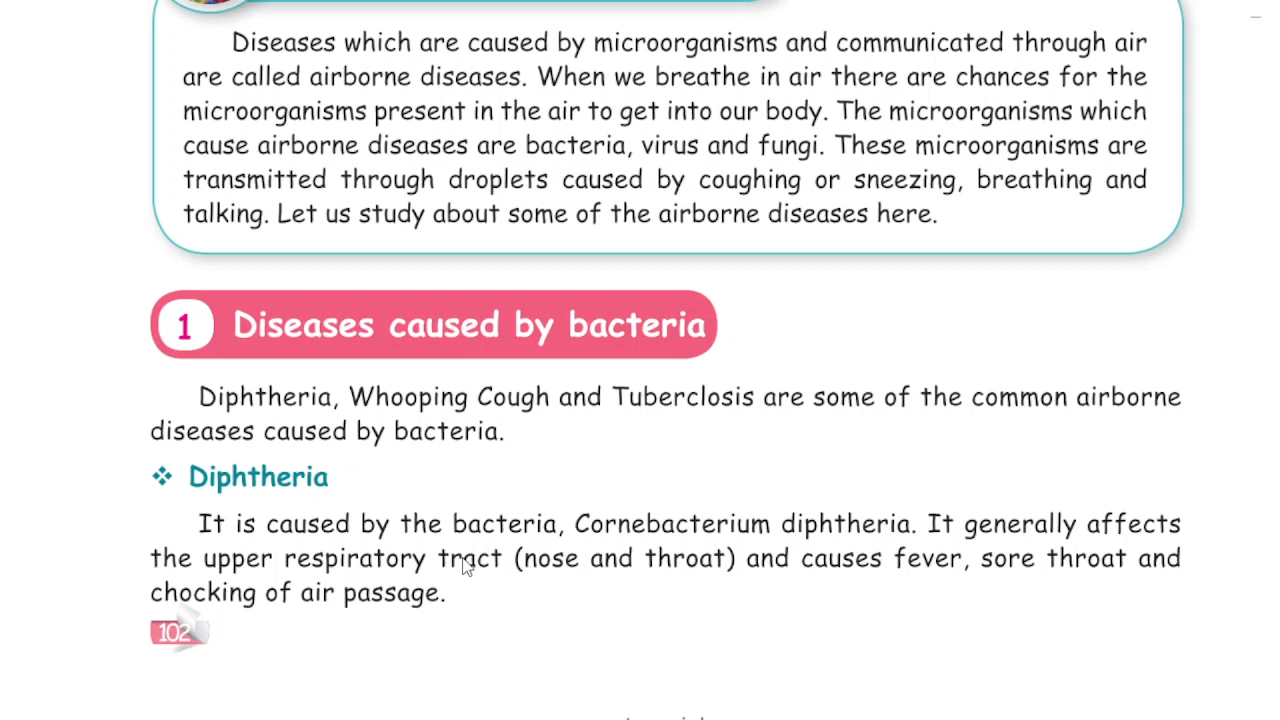 Diseases which are caused by microorganisms and communicated through air
are called airborne diseases. When we breathe in air there are chances for the
microorganisms present in the air to get into our body. The microorganisms which
cause airborne diseases are bacteria, virus and fungi. These microorganisms are
transmitted through droplets caused by coughing or sneezing, breathing and
talking. Let us study about some of the airborne diseases here.
1 Diseases caused by bacteria
Diphtheria, Whooping Cough and Tuberclosis are some of the common airborne
diseases caused by bacteria.
❖ Diphtheria
It is caused by the bacteria, Cornebacterium diphtheria. It generally affects
the upper respiratory tract (nose and throat) and causes fever, sore throat and
chocking of air passage.
102